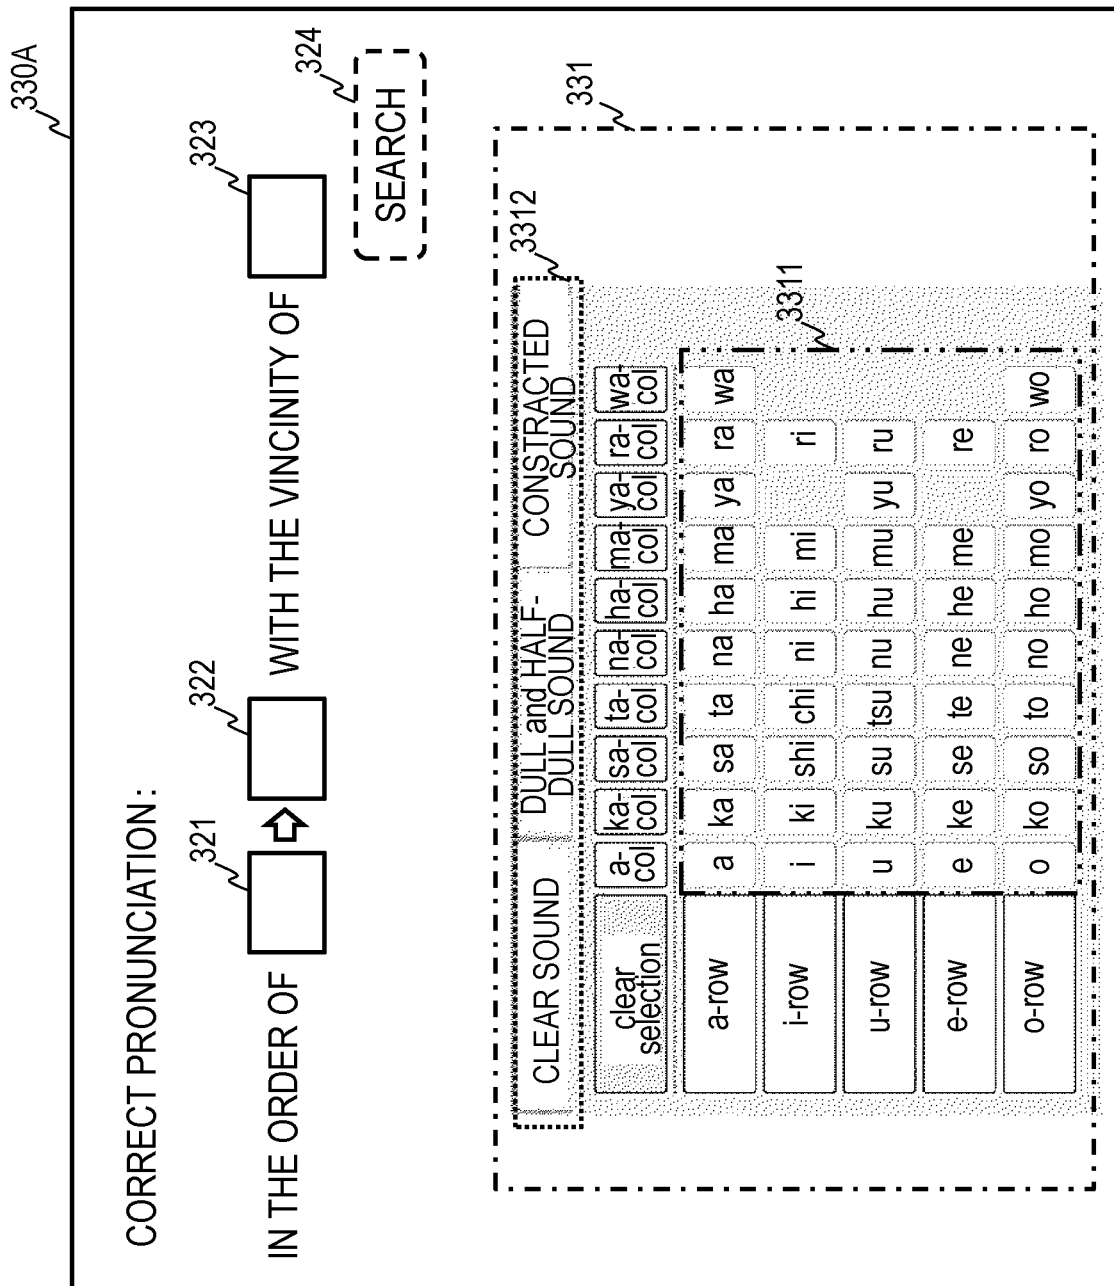 330A
CORRECT PRONUNCIATION:
321
322
323
IN THE ORDER OF
WITH THE VINCINITY OF
324
SEARCH
331
3312
CLEAR SOUND
DULL and HALF-
DULL SOUND
CONSTRACTED
SOUND
clear
selection
a-
col
ka-
col
sa-
col
ta-
col
na-
col
ha-
col
ma-
col
ya-
col
ra-
col
wa-
col
3311
a-row a ka sa ta na ha ma ya ra wa
i-row i ki shi chi ni hi mi ri
u-row u ku su tsu nu hu mu yu ru
e-row e ke se te ne he me re
o-row o ko so to no ho mo yo ro wo